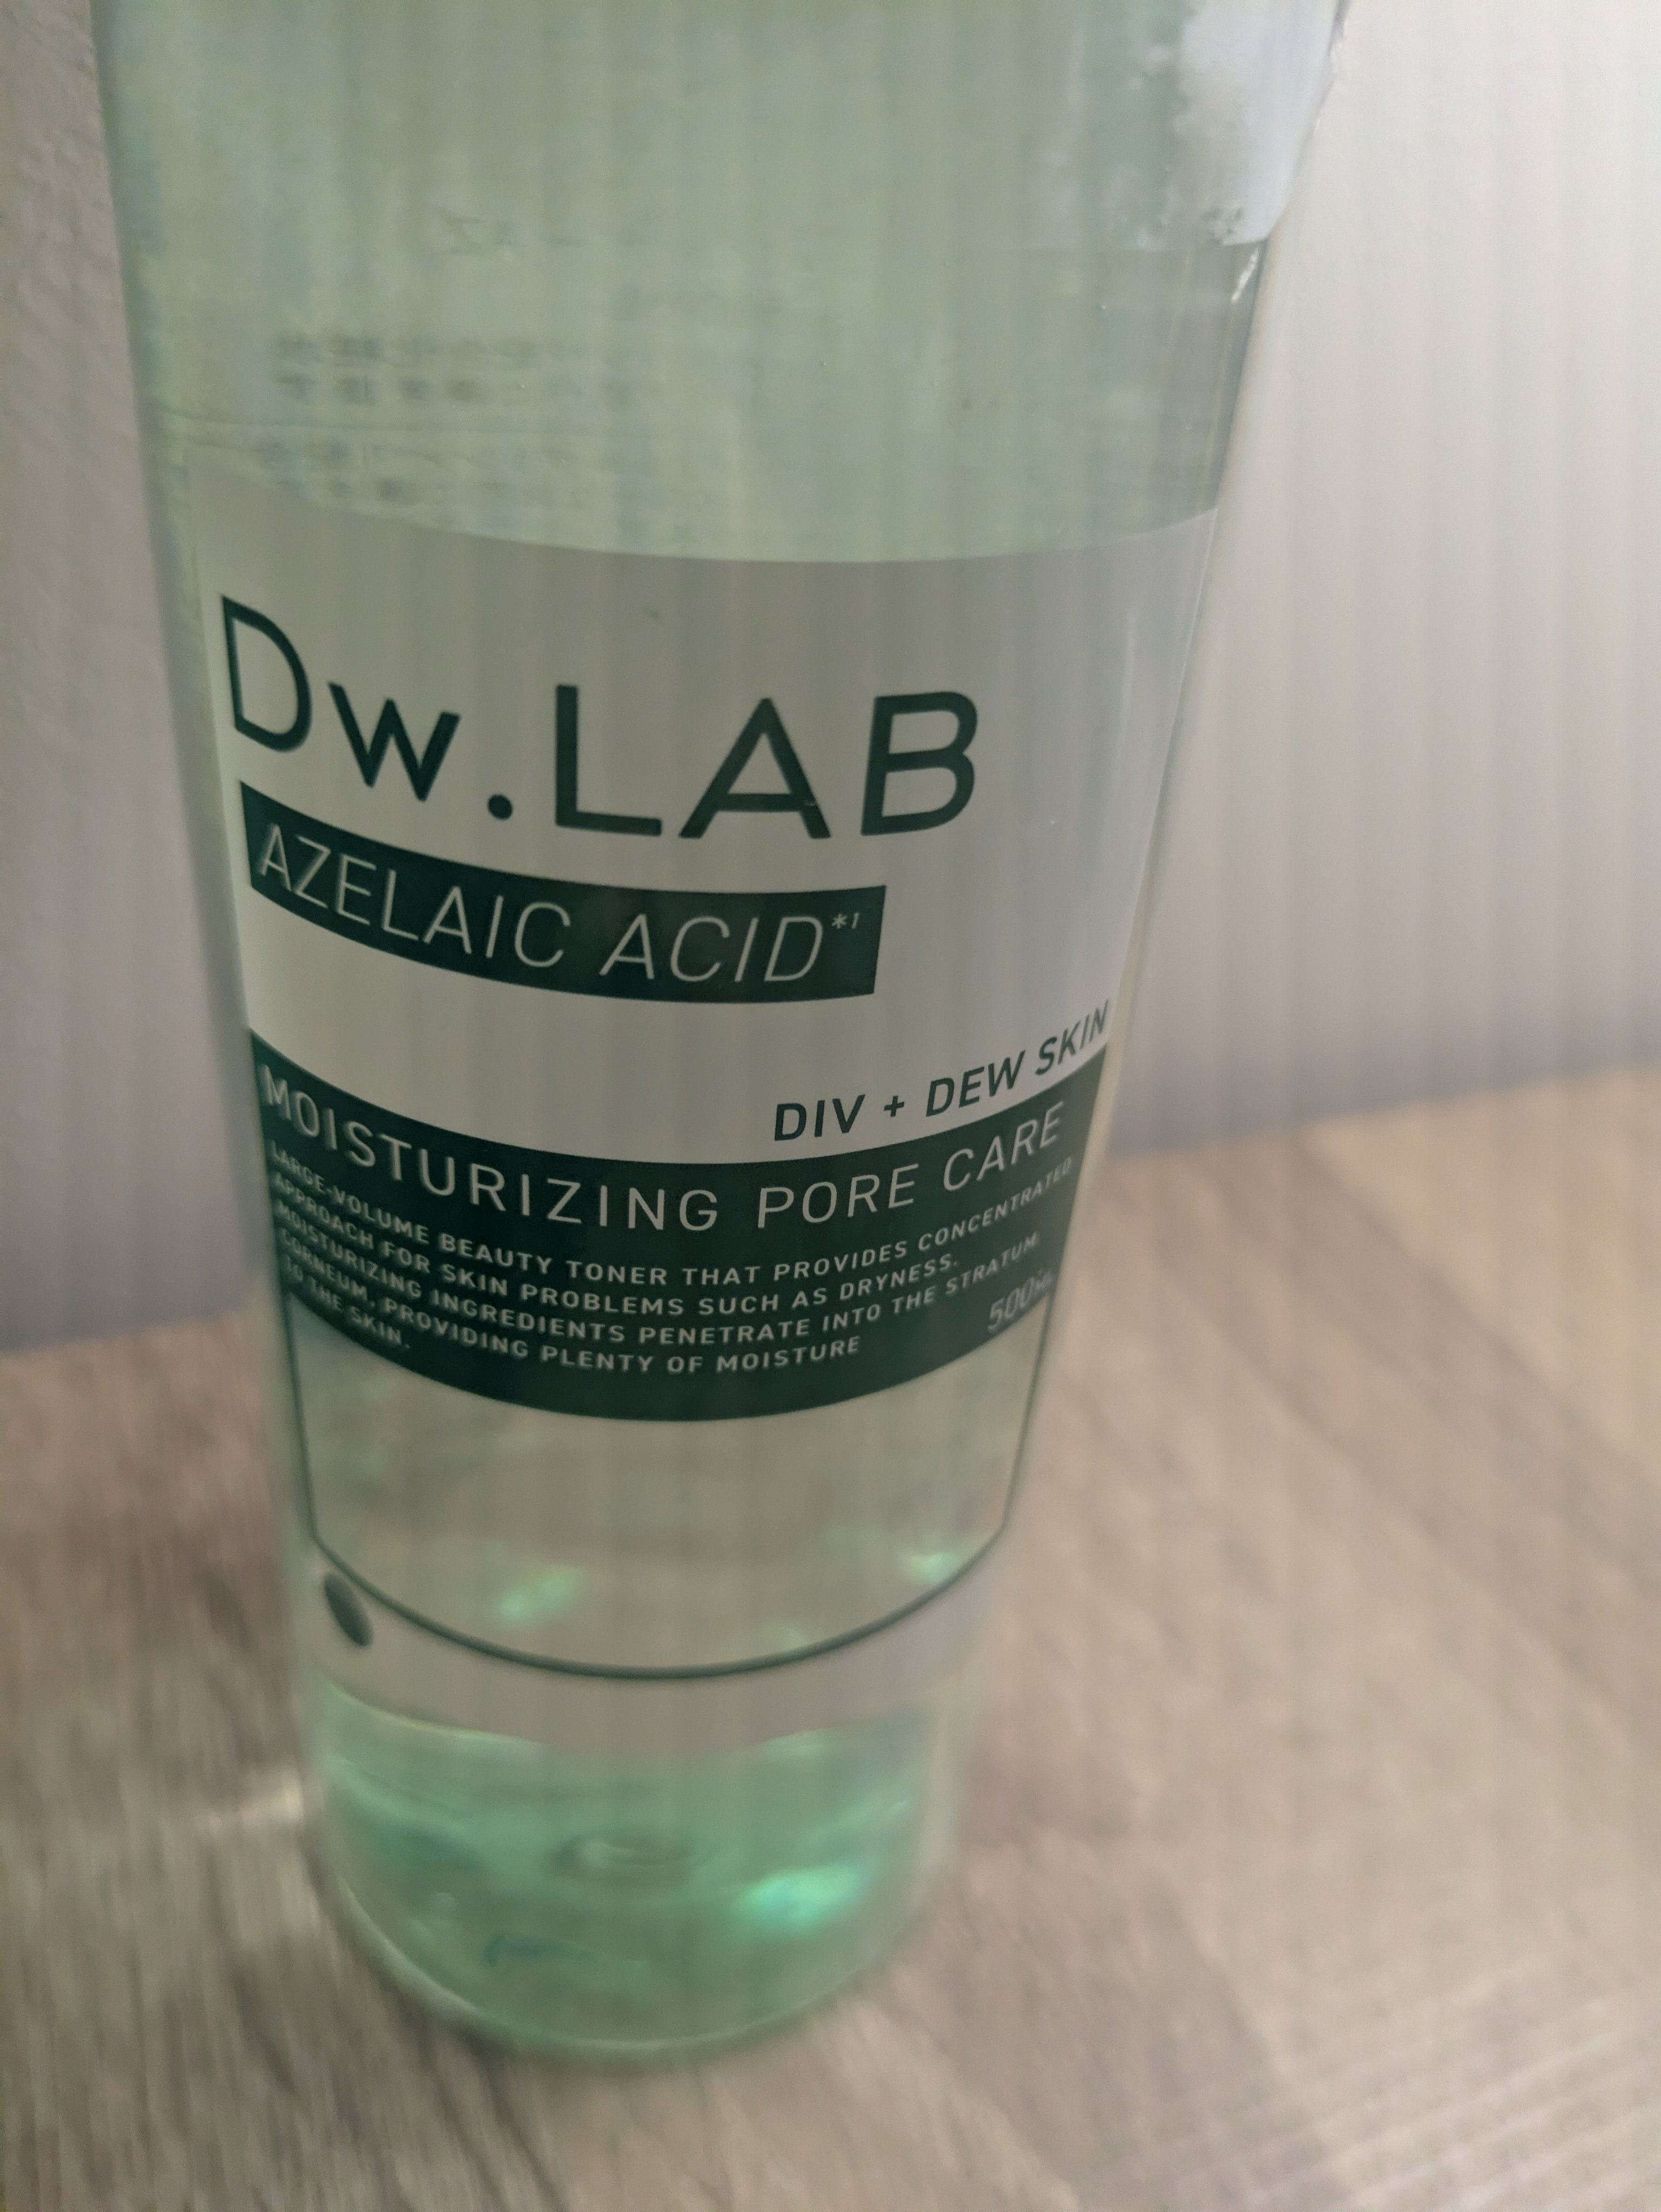 Dw.LAB
AZELAIC ACID*1
DIV + DEW SKIN
MOISTURIZING PORE CARE
LARGE-VOLUME BEAUTY TONER THAT PROVIDES CONCENTRATED
APPROACH FOR SKIN PROBLEMS SUCH AS DRYNESS.
MOISTURIZING INGREDIENTS PENETRATE INTO THE STRATUM
CORNEUM, PROVIDING PLENTY OF MOISTURE
TO THE SKIN.
500mL